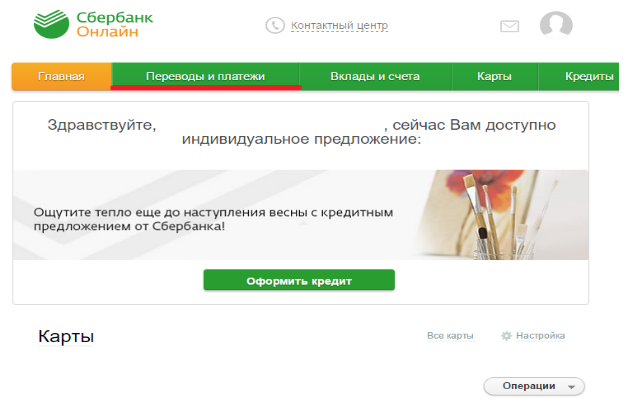 Сбербанк
Онлайн
Контактный центр
Главная Переводы и платежи Вклады и счета Карты Кредиты
Здравствуйте, , сейчас Вам доступно
индивидуальное предложение:
Ощутите тепло еще до наступления весны с кредитным
предложением от Сбербанка!
Оформить кредит
Карты
Все карты Настройка
Операции